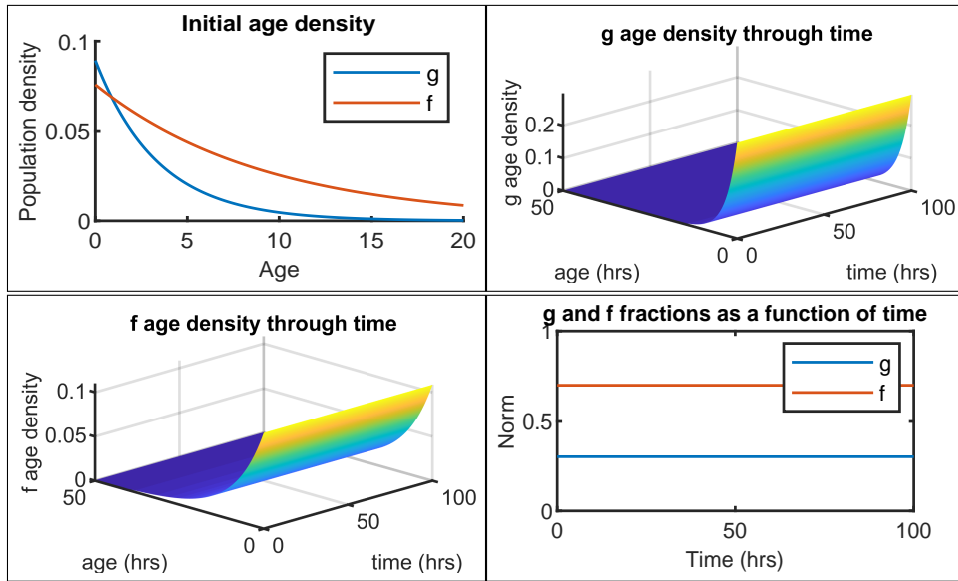 Initial age density
Population density
0.1
0.05
0
g
f
0 5 10 15 20
Age
g age density through time
g age density
0.2
0.1
0
50
0 0
50
100
age (hrs)
time (hrs)
f age density through time
f age density
0.1
0.05
0
50
0 0
50
100
age (hrs)
time (hrs)
g and f fractions as a function of time
Norm
1
0.5
0
g
f
0 50 100
Time (hrs)